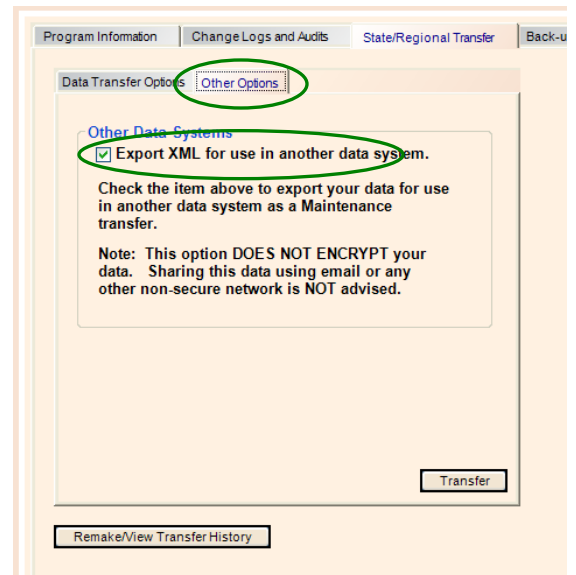 Program Information Change Logs and Audits State/Regional Transfer Back-u
Data Transfer Options Other Options
Other Data Systems
Export XML for use in another data system.
Check the item above to export your data for use
in another data system as a Maintenance
transfer.
Note: This option DOES NOT ENCRYPT your
data. Sharing this data using email or any
other non-secure network is NOT advised.
Transfer
Remake/View Transfer History